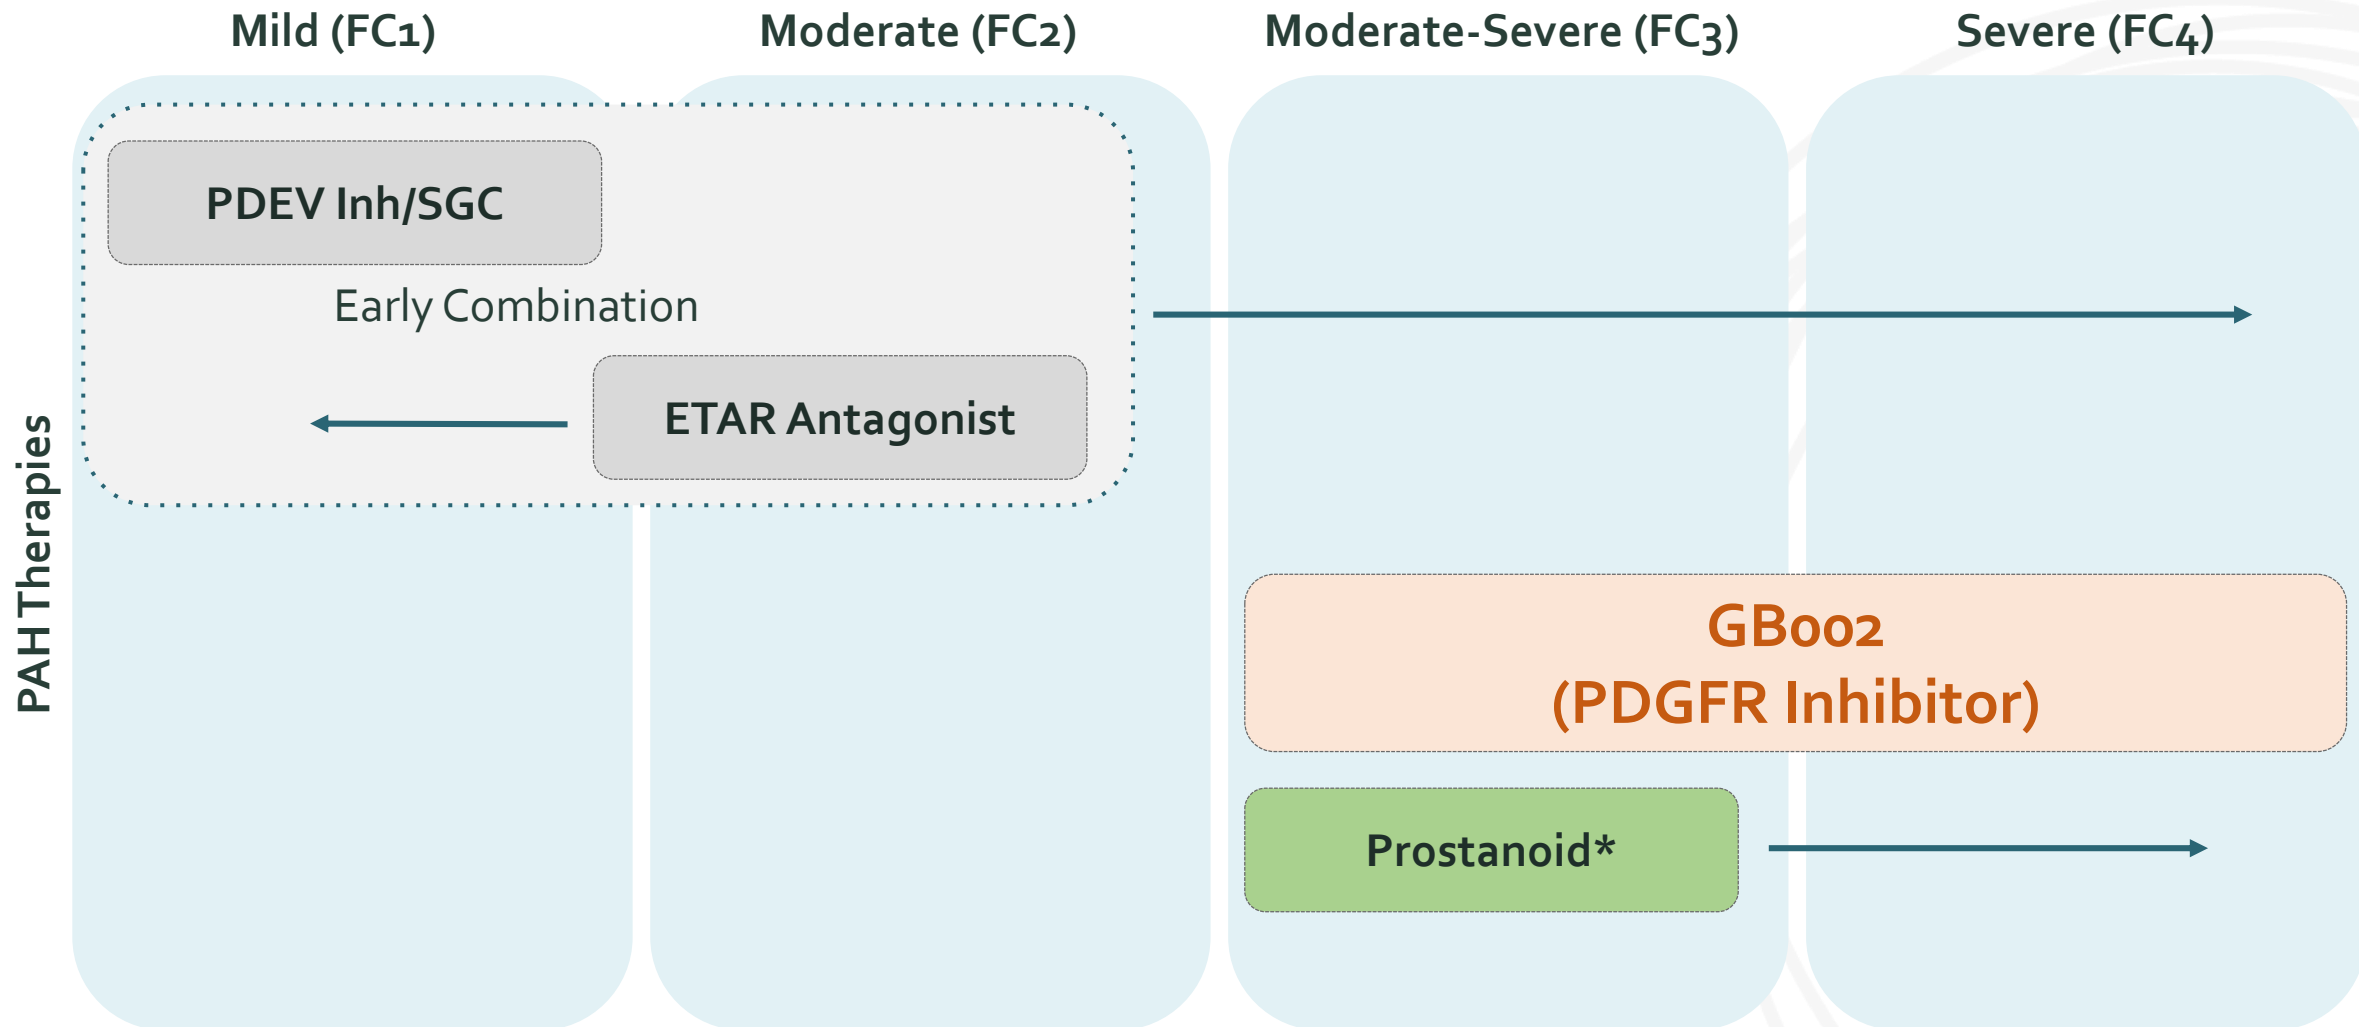 Mild (FC1)
Moderate (FC2)
Moderate-Severe (FC3)
Severe (FC4)
PAH Therapies
PDEV Inh/SGC
Early Combination
ETAR Antagonist
GB002
(PDGFR Inhibitor)
Prostanoid*